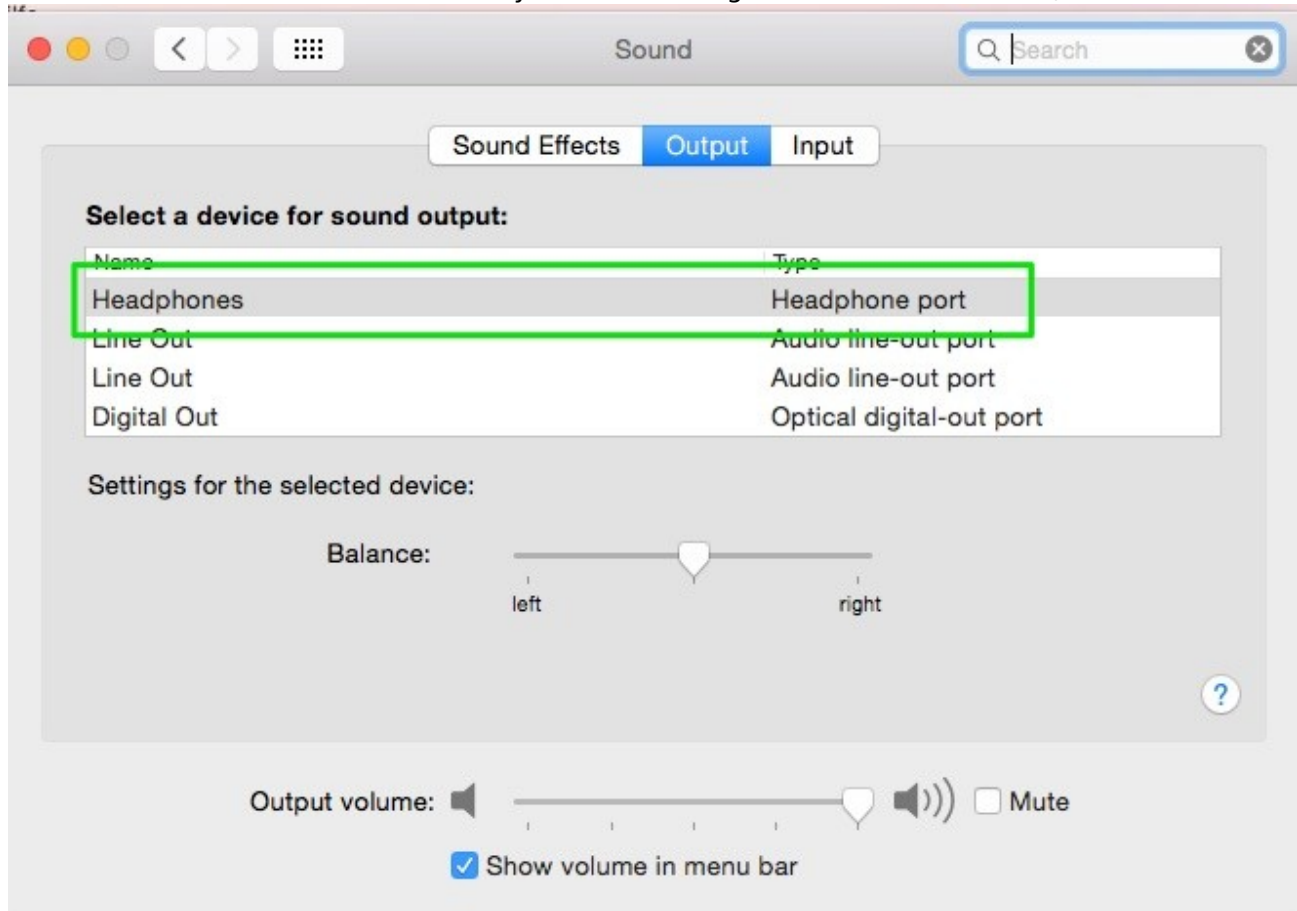 Sound
Search
Sound Effects Output Input
Select a device for sound output:
Name Type
Headphones Headphone port
Line Out Audio line-out port
Line Out Audio line-out port
Digital Out Optical digital-out port
Settings for the selected device:
Balance:
left right
?
Output volume: Mute
Show volume in menu bar